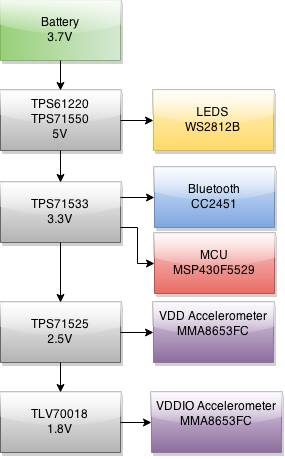 Battery
3.7V
TPS61220
TPS71550
5V
LEDS
WS2812B
TPS71533
3.3V
Bluetooth
CC2451
MCU
MSP430F5529
TPS71525
2.5V
VDD Accelerometer
MMA8653FC
TLV70018
1.8V
VDDIO Accelerometer
MMA8653FC